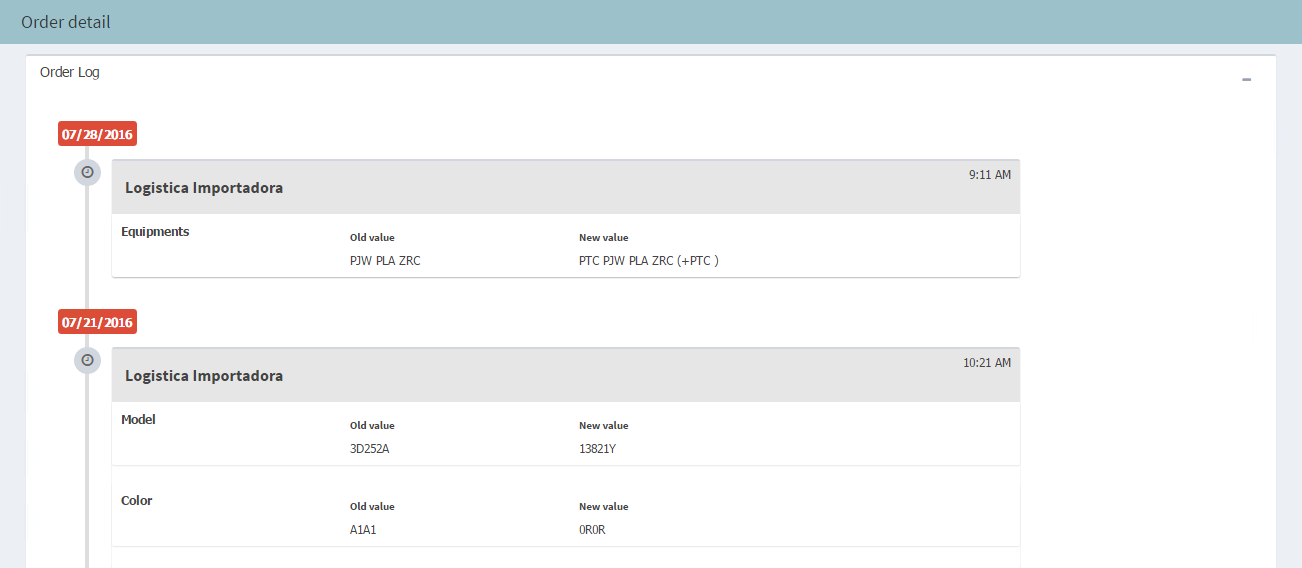 Order detail
Order Log
07/28/2016
Logistica Importadora 9:11 AM
Equipments Old value New value
PJW PLA ZRC PTC PJW PLA ZRC (+PTC )
07/21/2016
Logistica Importadora 10:21 AM
Model Old value New value
3D252A 13821Y
Color Old value New value
A1A1 0R0R